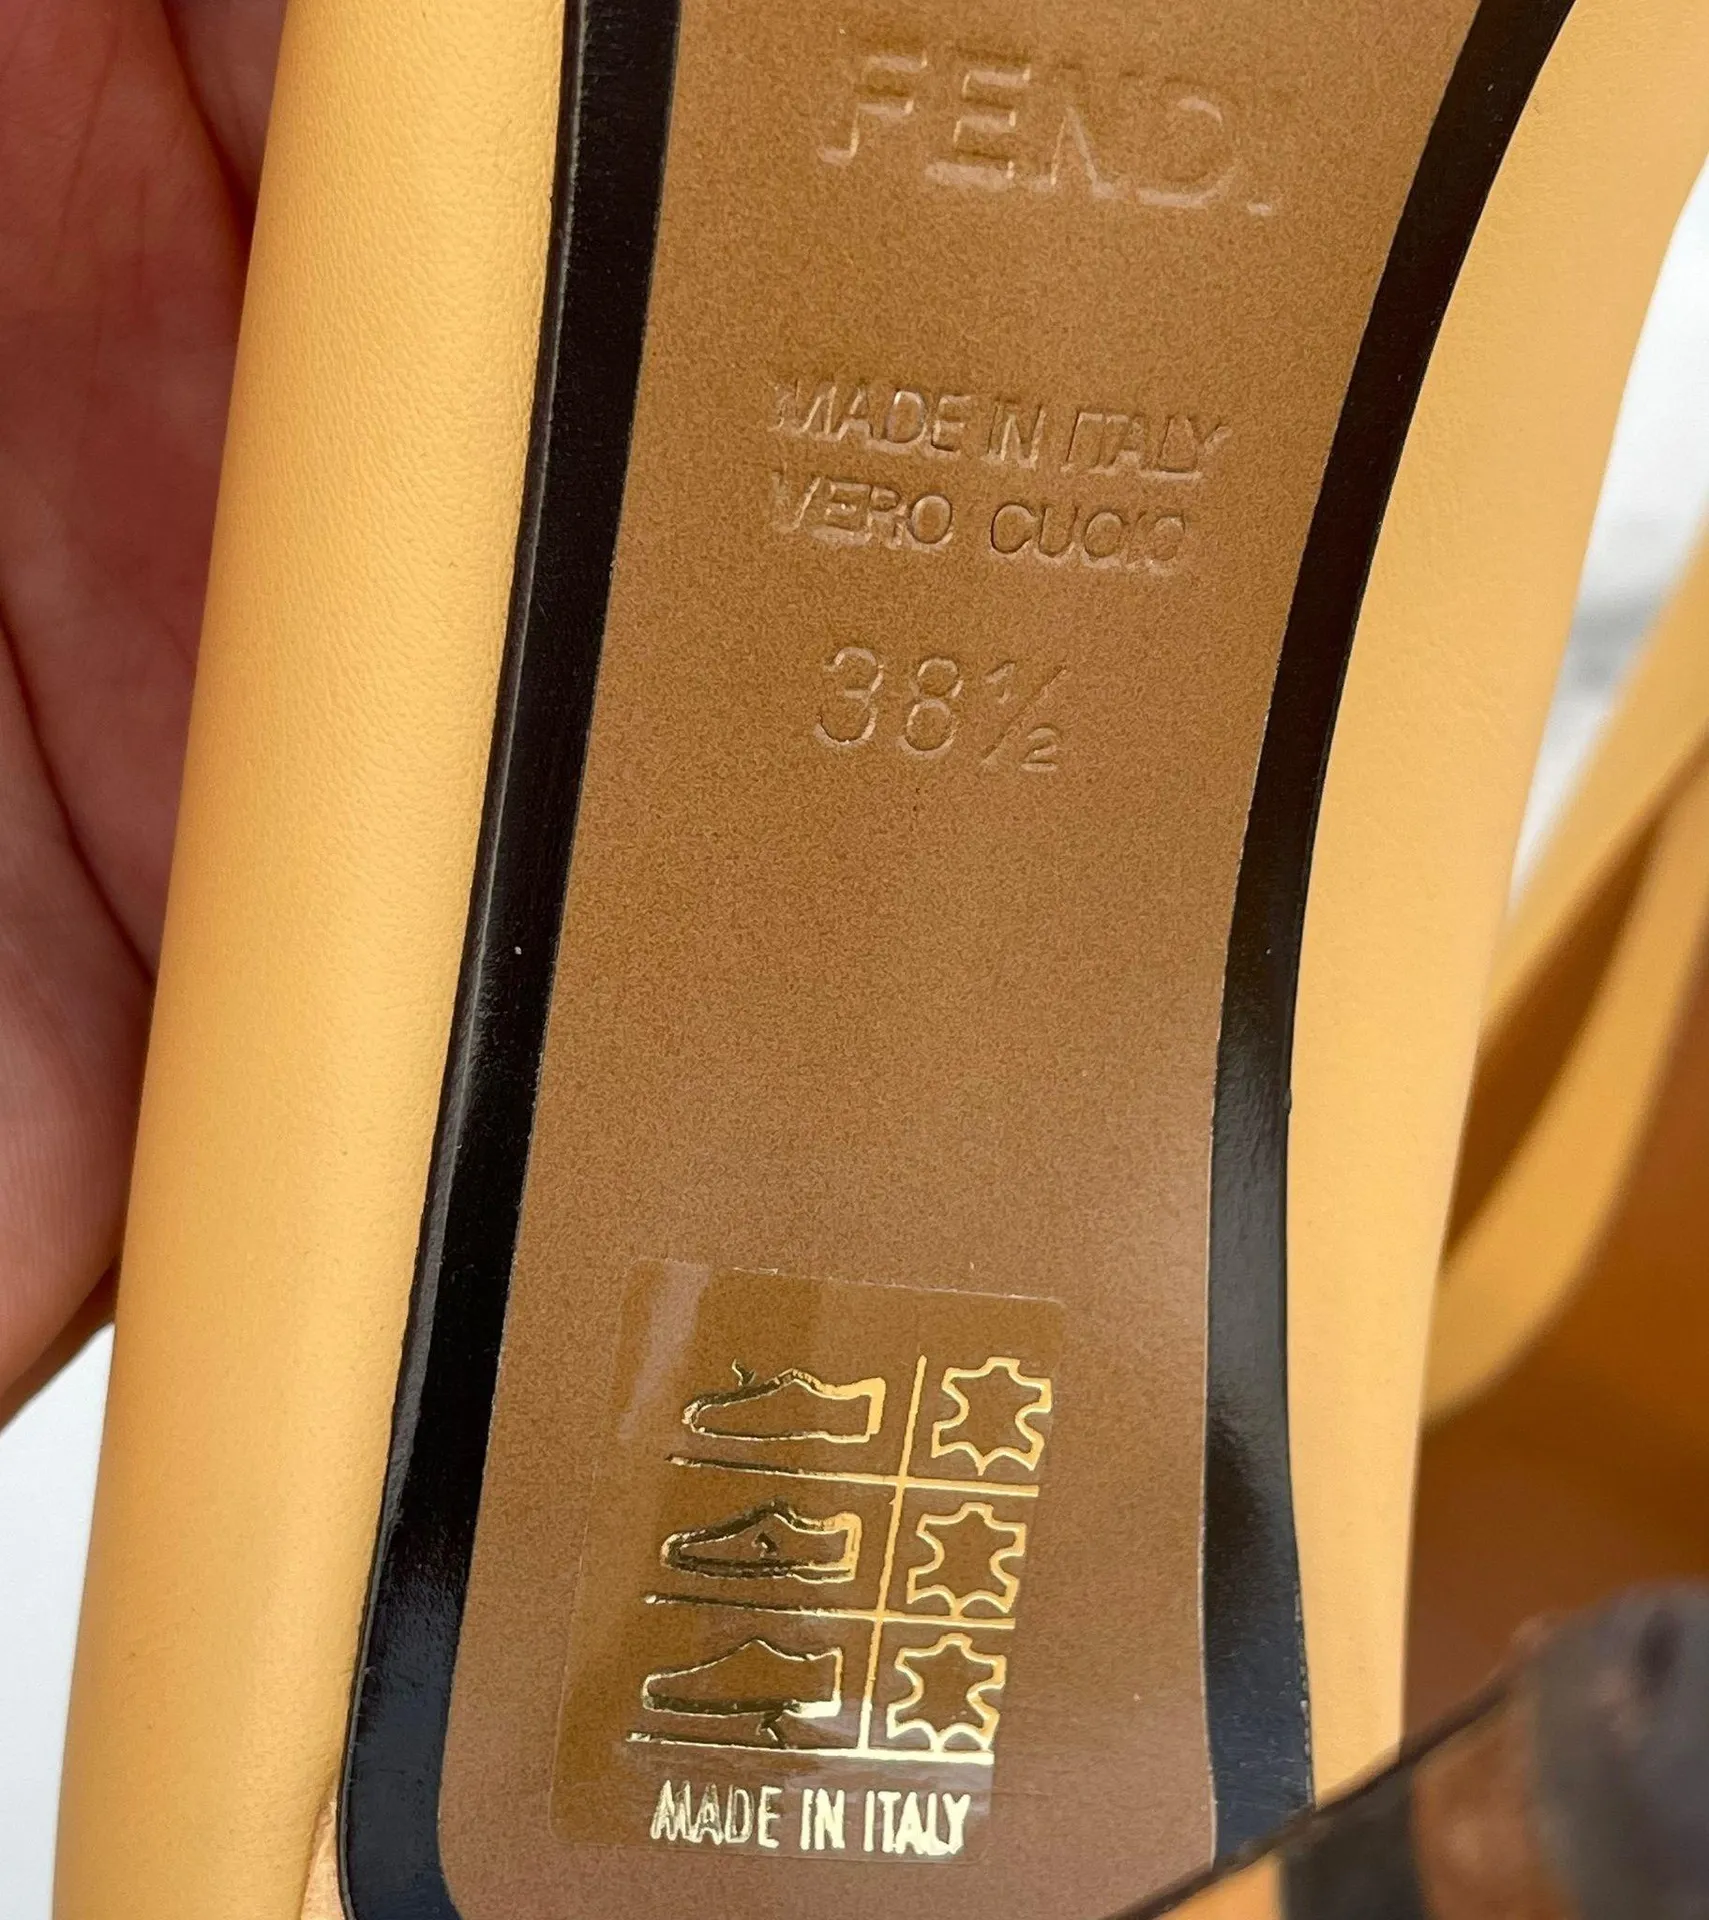 FENDI
MADE IN ITALY
VERO CUOIO
38½
MADE IN ITALY